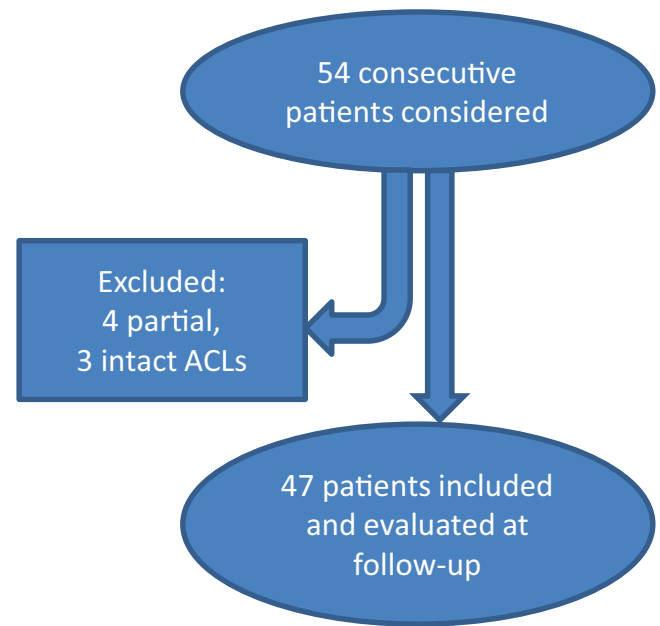 54 consecutive
patients considered
Excluded:
4 partial,
3 intact ACLs
47 patients included
and evaluated at
follow-up